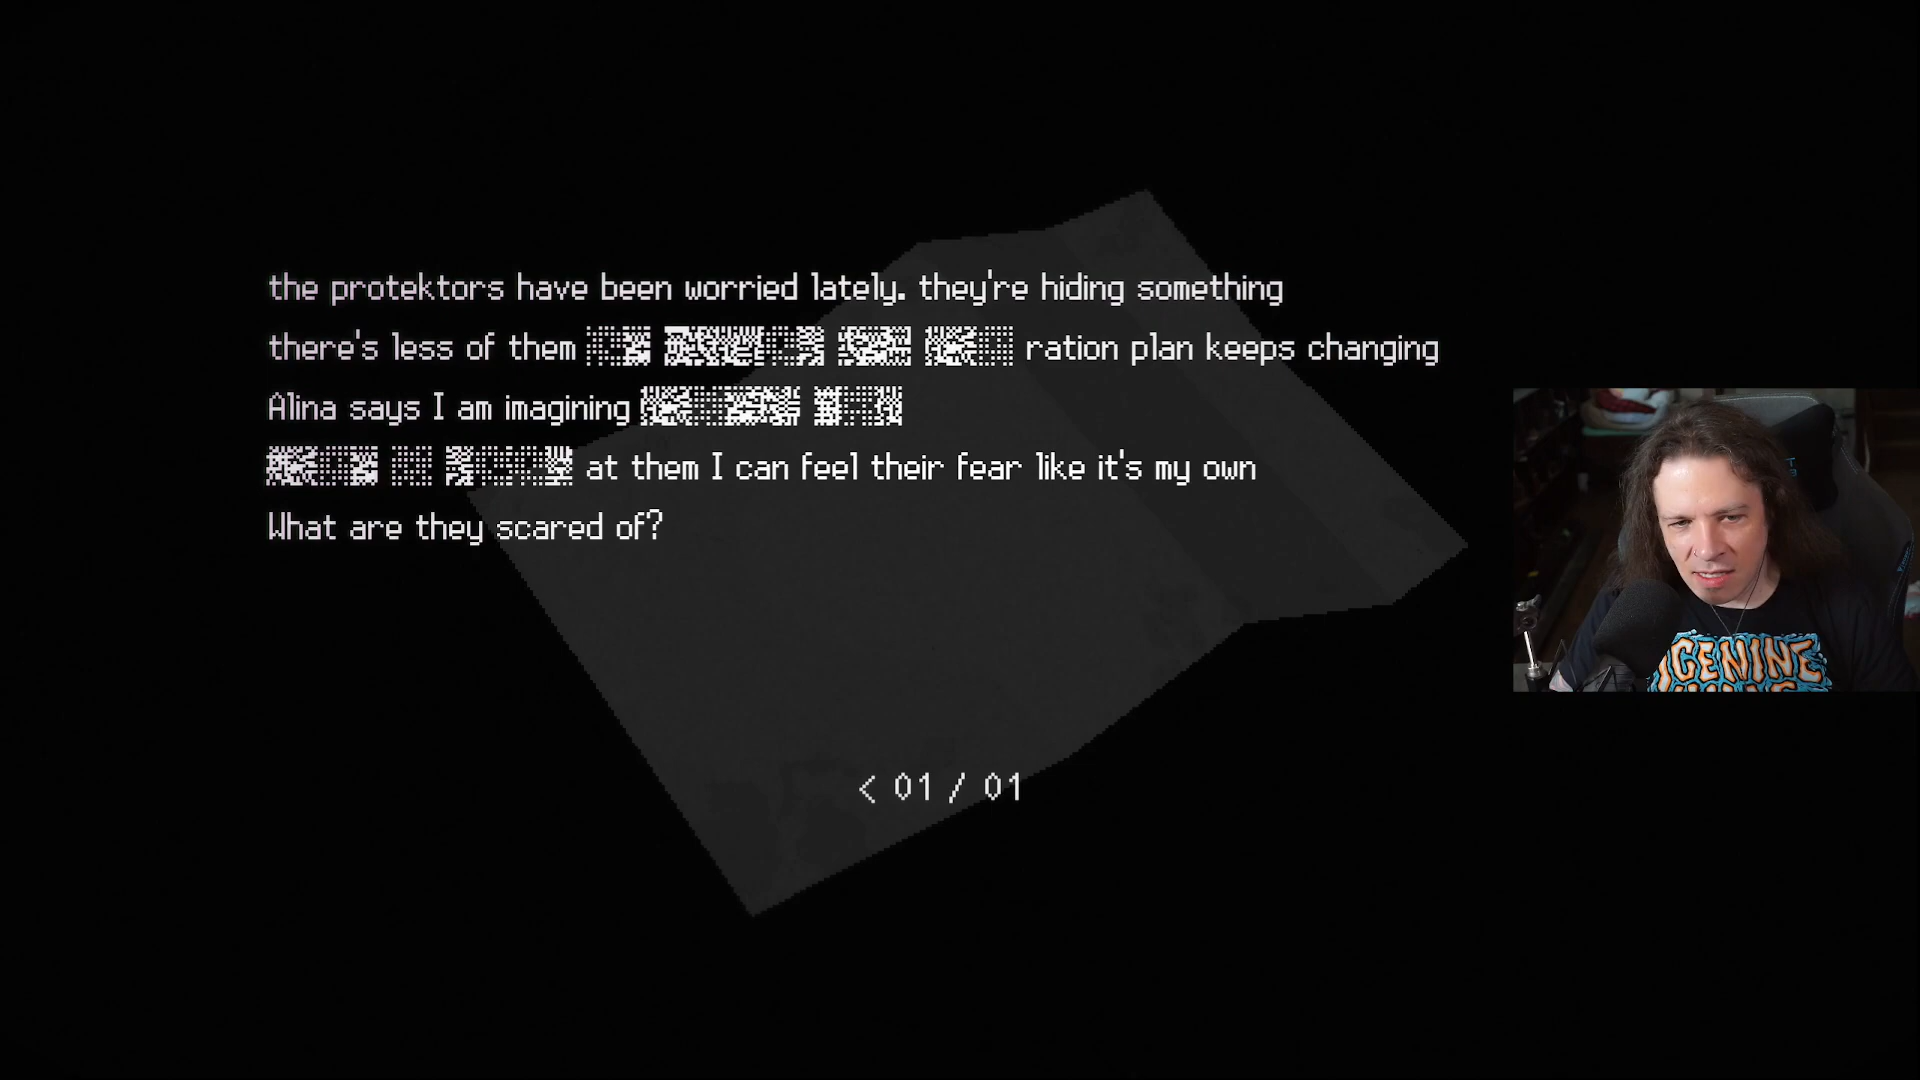 the protektors have been worried lately. they're hiding something
there's less of them ration plan keeps changing
Alina says I am imagining
at them I can feel their fear like it's my own
What are they scared of?
< 01 / 01